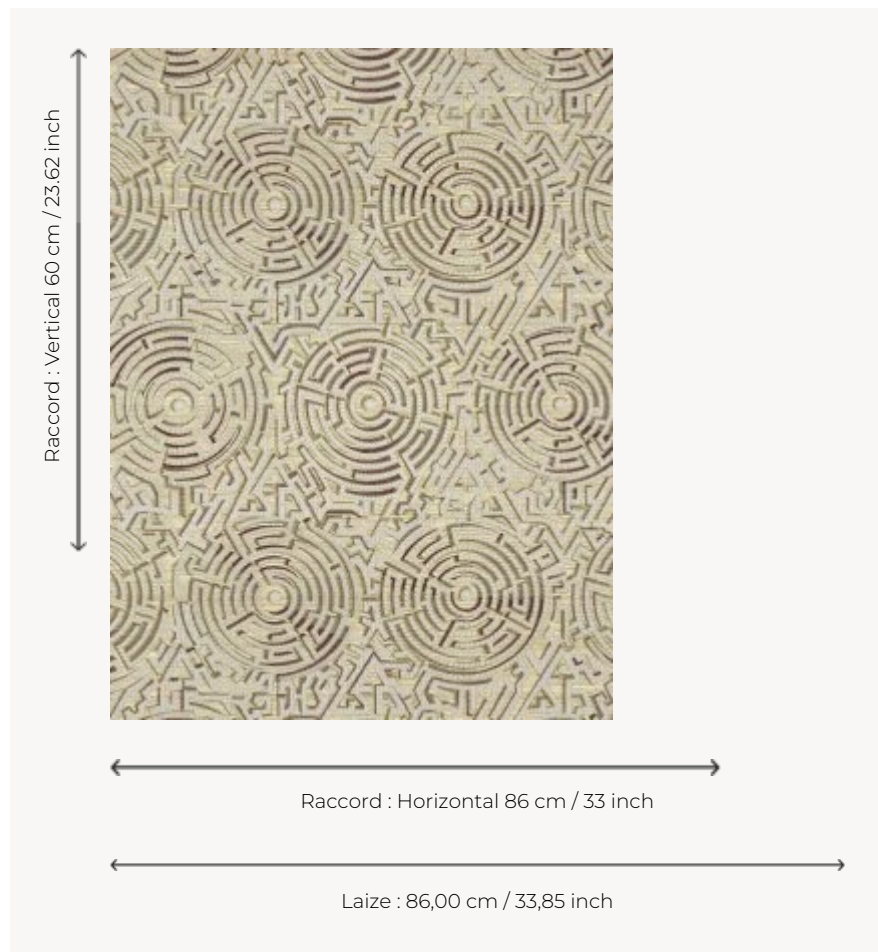 Raccord : Vertical 60 cm / 23.62 inch
Raccord : Horizontal 86 cm / 33 inch
Laize : 86,00 cm / 33,85 inch